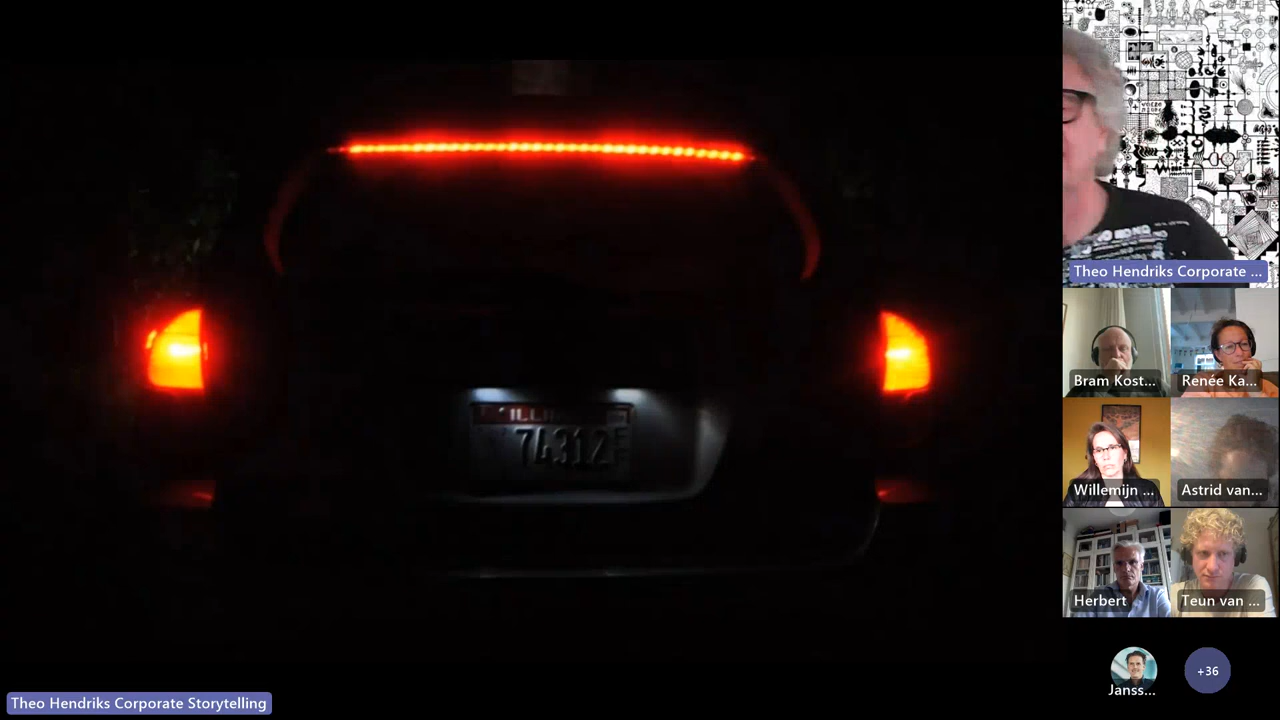 Theo Hendriks Corporate ...
Bram Kost...
Renée Ka...
Willemijn ...
Astrid van...
Herbert
Teun van ...
Janss...
+36
74312
Theo Hendriks Corporate Storytelling